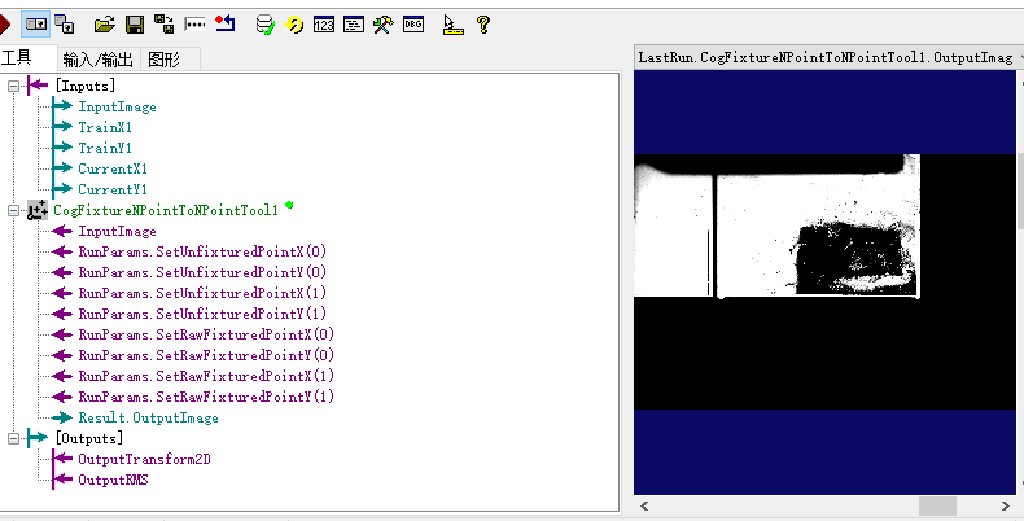 123
DBG
工具
输入/输出
图形
[Inputs]
InputImage
TrainX1
TrainY1
CurrentX1
CurrentY1
CogFixtureNPointToNPointTool1
InputImage
RunParams.SetUnfixturedPointX(0)
RunParams.SetUnfixturedPointY(0)
RunParams.SetUnfixturedPointX(1)
RunParams.SetUnfixturedPointY(1)
RunParams.SetRawFixturedPointX(0)
RunParams.SetRawFixturedPointY(0)
RunParams.SetRawFixturedPointX(1)
RunParams.SetRawFixturedPointY(1)
Result.OutputImage
[Outputs]
OutputTransform2D
OutputRMS
LastRun.CogFixtureNPointToNPointTool1.OutputImag